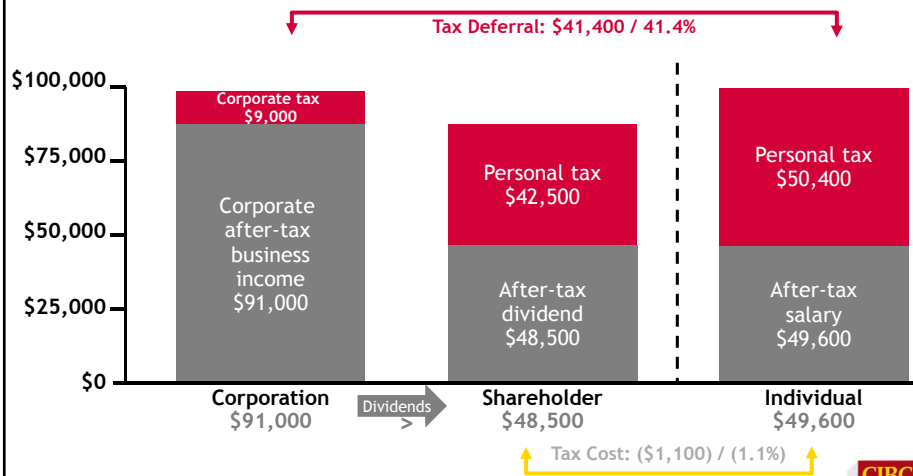 Tax Deferral: $41,400 / 41.4%
$100,000
$75,000
$50,000
$25,000
$0
Corporate tax
$9,000
Corporate
after-tax
business
income
$91,000
Personal tax
$42,500
After-tax
dividend
$48,500
Personal tax
$50,400
After-tax
salary
$49,600
Corporation
$91,000
Dividends
>
Shareholder
$48,500
Individual
$49,600
Tax Cost: ($1,100) / (1.1%)
CIBC